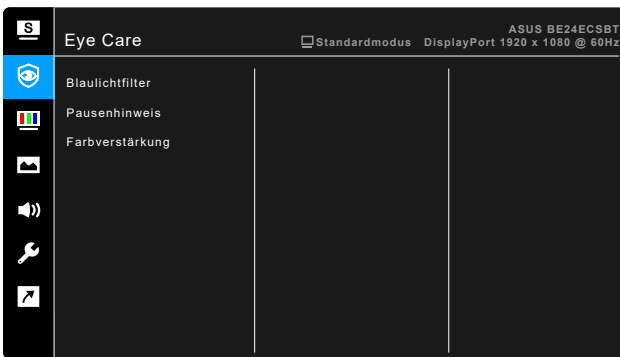 S
ASUS BE24ECSBT
Eye Care
Standardmodus DisplayPort 1920 x 1080 @ 60Hz
Blaulichtfilter
Pausenhinweis
Farbverstärkung